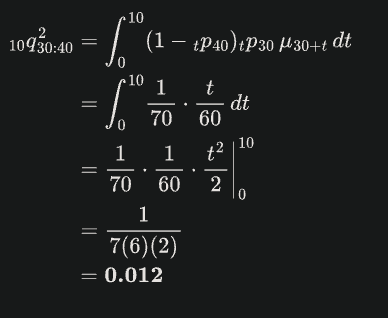 ₁₀q²₃₀:₄₀ = ∫₀¹⁰ (1 − ₜp₄₀) ₜp₃₀ μ₃₀₊ₜ dt
= ∫₀¹⁰ 1/70 · t/60 dt
= 1/70 · 1/60 · t²/2 |₀¹⁰
= 1/(7(6)(2))
= 0.012